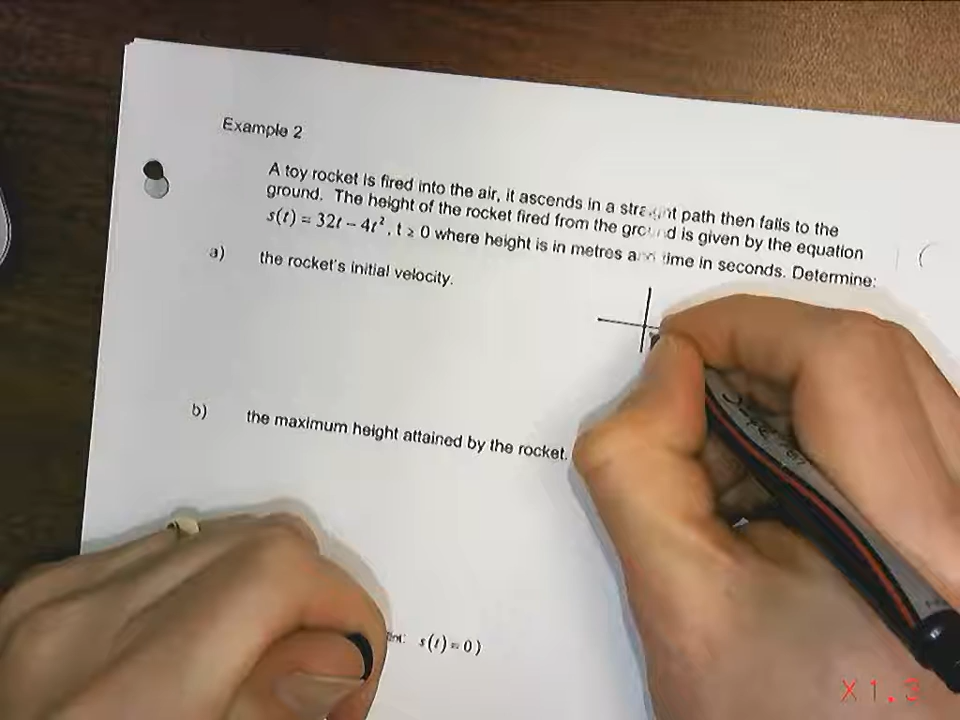 Example 2
A toy rocket is fired into the air, it ascends in a straight path then falls to the
ground. The height of the rocket fired from the ground is given by the equation
s(t) = 32t − 4t², t ≥ 0 where height is in metres and time in seconds. Determine:
a) the rocket's initial velocity.
b) the maximum height attained by the rocket.
s(t) = 0)
X1.3